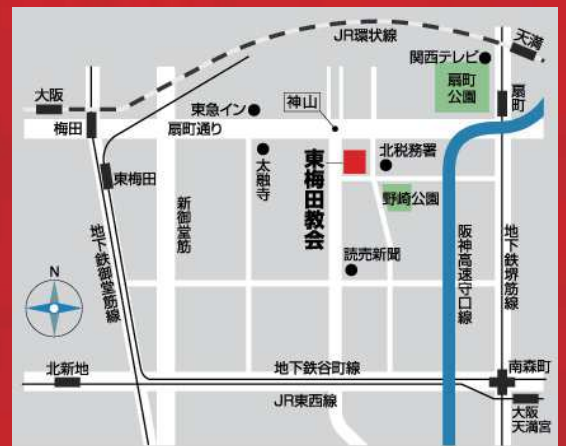 JR環状線
天満
関西テレビ
扇町
公園
扇町
大阪
梅田
東急イン
神山
扇町通り
東梅田
太融寺
東梅田教会
北税務署
野崎公園
新御堂筋
地下鉄御堂筋線
読売新聞
阪神高速守口線
地下鉄堺筋線
N
北新地
地下鉄谷町線
南森町
JR東西線
大阪
天満宮